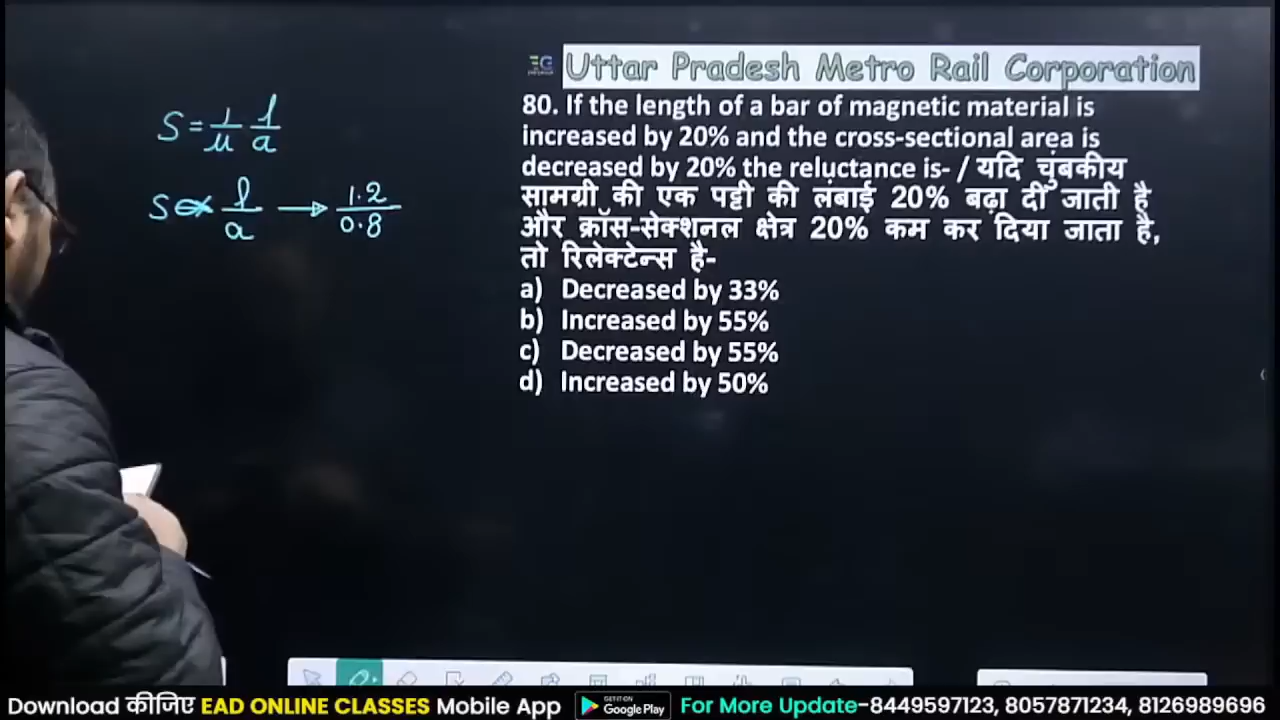 Uttar Pradesh Metro Rail Corporation
S = 1/μ l/a
S ∝ l/a → 1.2/0.8
80. If the length of a bar of magnetic material is
increased by 20% and the cross-sectional area is
decreased by 20% the reluctance is- / यदि चुंबकीय
सामग्री की एक पट्टी की लंबाई 20% बढ़ा दी जाती है
और क्रॉस-सेक्शनल क्षेत्र 20% कम कर दिया जाता है,
तो रिलेक्टेन्स है-
a) Decreased by 33%
b) Increased by 55%
c) Decreased by 55%
d) Increased by 50%
Download कीजिए EAD ONLINE CLASSES Mobile App GET IT ON Google Play For More Update-8449597123, 8057871234, 8126989696